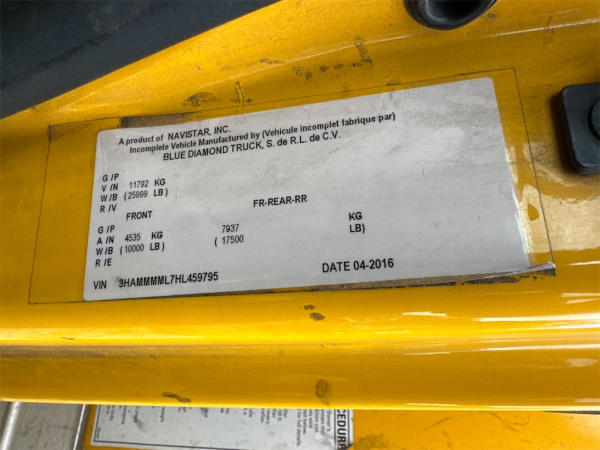 A product of NAVISTAR, INC.
Incomplete Vehicle Manufactured by (Vehicule incomplet fabrique par)
BLUE DIAMOND TRUCK, S. de R.L. de C.V.
G / P
V / N 11792 KG
W / B (25999 LB)
R / V
FRONT FR-REAR-RR
G / P
A / N 4535 KG 7937 KG
W / B (10000 LB) (17500 LB)
R / E
VIN 3HAMMMML7HL459795 DATE 04-2016